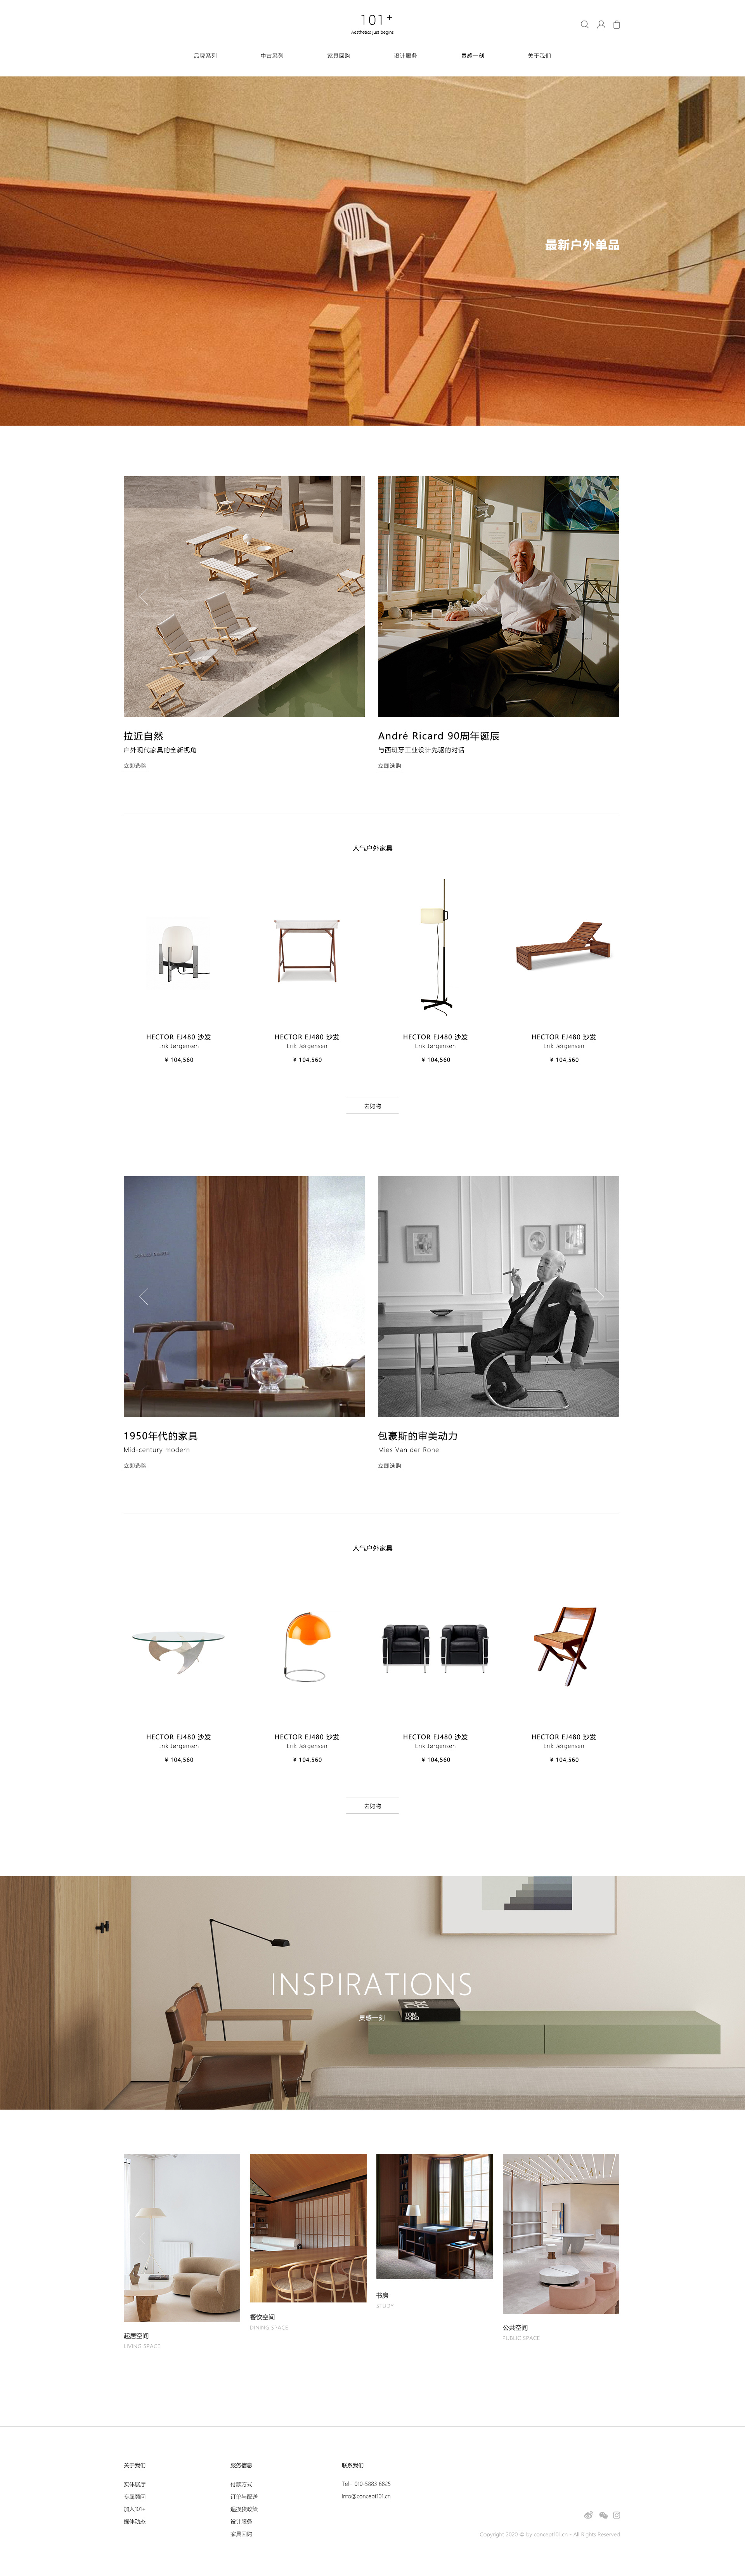 101+
Aesthetics just begins
品牌系列
中古系列
家具回购
设计服务
灵感一刻
关于我们
最新户外单品
拉近自然
户外现代家具的全新视角
立即选购
André Ricard 90周年诞辰
与西班牙工业设计先驱的对话
立即选购
人气户外家具
HECTOR EJ480 沙发
Erik Jørgensen
¥ 104,560
HECTOR EJ480 沙发
Erik Jørgensen
¥ 104,560
HECTOR EJ480 沙发
Erik Jørgensen
¥ 104,560
HECTOR EJ480 沙发
Erik Jørgensen
¥ 104,560
去购物
1950年代的家具
Mid-century modern
立即选购
包豪斯的审美动力
Mies Van der Rohe
立即选购
人气户外家具
HECTOR EJ480 沙发
Erik Jørgensen
¥ 104,560
HECTOR EJ480 沙发
Erik Jørgensen
¥ 104,560
HECTOR EJ480 沙发
Erik Jørgensen
¥ 104,560
HECTOR EJ480 沙发
Erik Jørgensen
¥ 104,560
去购物
INSPIRATIONS
灵感一刻
TOM
FORD
起居空间
LIVING SPACE
餐饮空间
DINING SPACE
书房
STUDY
公共空间
PUBLIC SPACE
关于我们
实体展厅
专属顾问
加入101+
媒体动态
服务信息
付款方式
订单与配送
退换货政策
设计服务
家具回购
联系我们
Tel+ 010-5883 6825
info@concept101.cn
Copyright 2020 © by concept101.cn - All Rights Reserved